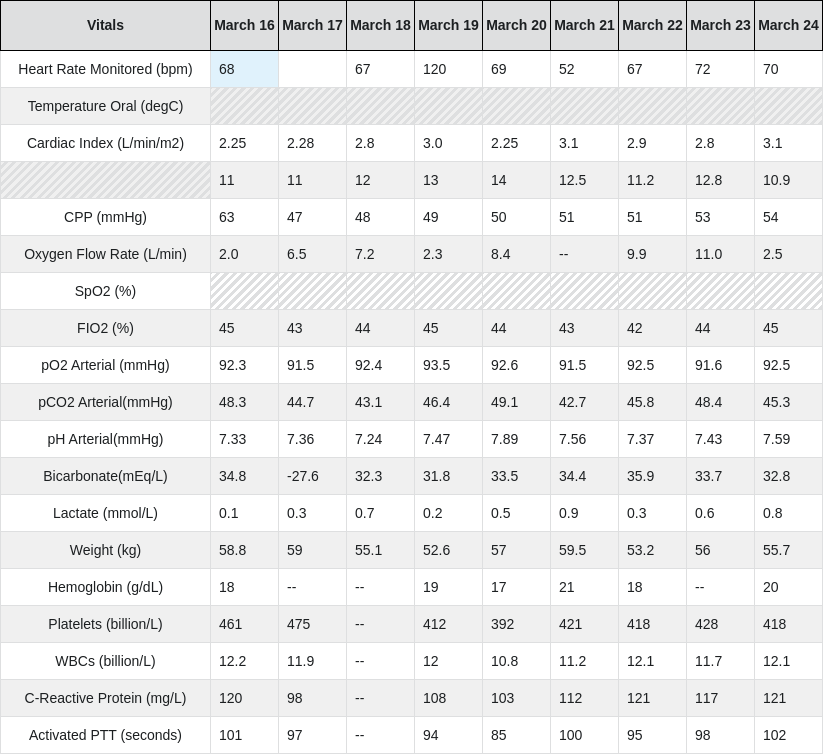 Vitals March 16 March 17 March 18 March 19 March 20 March 21 March 22 March 23 March 24
Heart Rate Monitored (bpm) 68 67 120 69 52 67 72 70
Temperature Oral (degC)
Cardiac Index (L/min/m2) 2.25 2.28 2.8 3.0 2.25 3.1 2.9 2.8 3.1
11 11 12 13 14 12.5 11.2 12.8 10.9
CPP (mmHg) 63 47 48 49 50 51 51 53 54
Oxygen Flow Rate (L/min) 2.0 6.5 7.2 2.3 8.4 -- 9.9 11.0 2.5
SpO2 (%)
FIO2 (%) 45 43 44 45 44 43 42 44 45
pO2 Arterial (mmHg) 92.3 91.5 92.4 93.5 92.6 91.5 92.5 91.6 92.5
pCO2 Arterial(mmHg) 48.3 44.7 43.1 46.4 49.1 42.7 45.8 48.4 45.3
pH Arterial(mmHg) 7.33 7.36 7.24 7.47 7.89 7.56 7.37 7.43 7.59
Bicarbonate(mEq/L) 34.8 -27.6 32.3 31.8 33.5 34.4 35.9 33.7 32.8
Lactate (mmol/L) 0.1 0.3 0.7 0.2 0.5 0.9 0.3 0.6 0.8
Weight (kg) 58.8 59 55.1 52.6 57 59.5 53.2 56 55.7
Hemoglobin (g/dL) 18 -- -- 19 17 21 18 -- 20
Platelets (billion/L) 461 475 -- 412 392 421 418 428 418
WBCs (billion/L) 12.2 11.9 -- 12 10.8 11.2 12.1 11.7 12.1
C-Reactive Protein (mg/L) 120 98 -- 108 103 112 121 117 121
Activated PTT (seconds) 101 97 -- 94 85 100 95 98 102